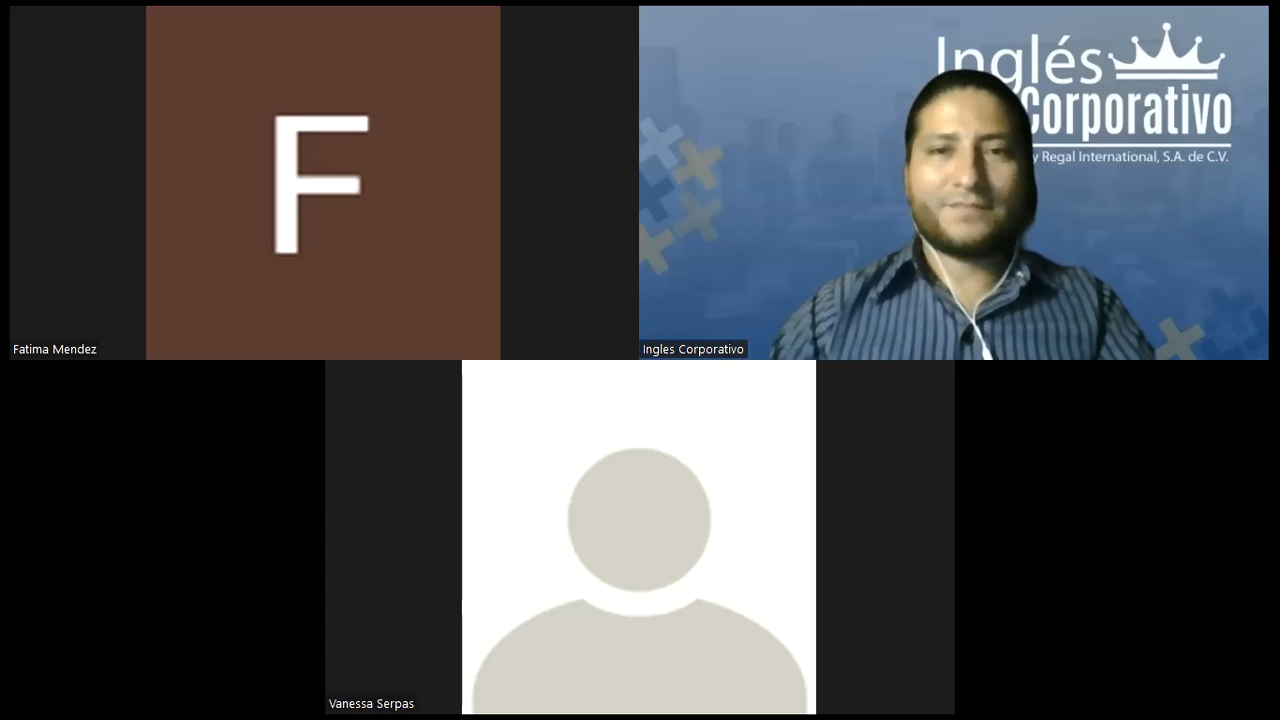 F
Fatima Mendez
Inglés
Corporativo
y Regal International, S.A. de C.V.
Ingles Corporativo
Vanessa Serpas